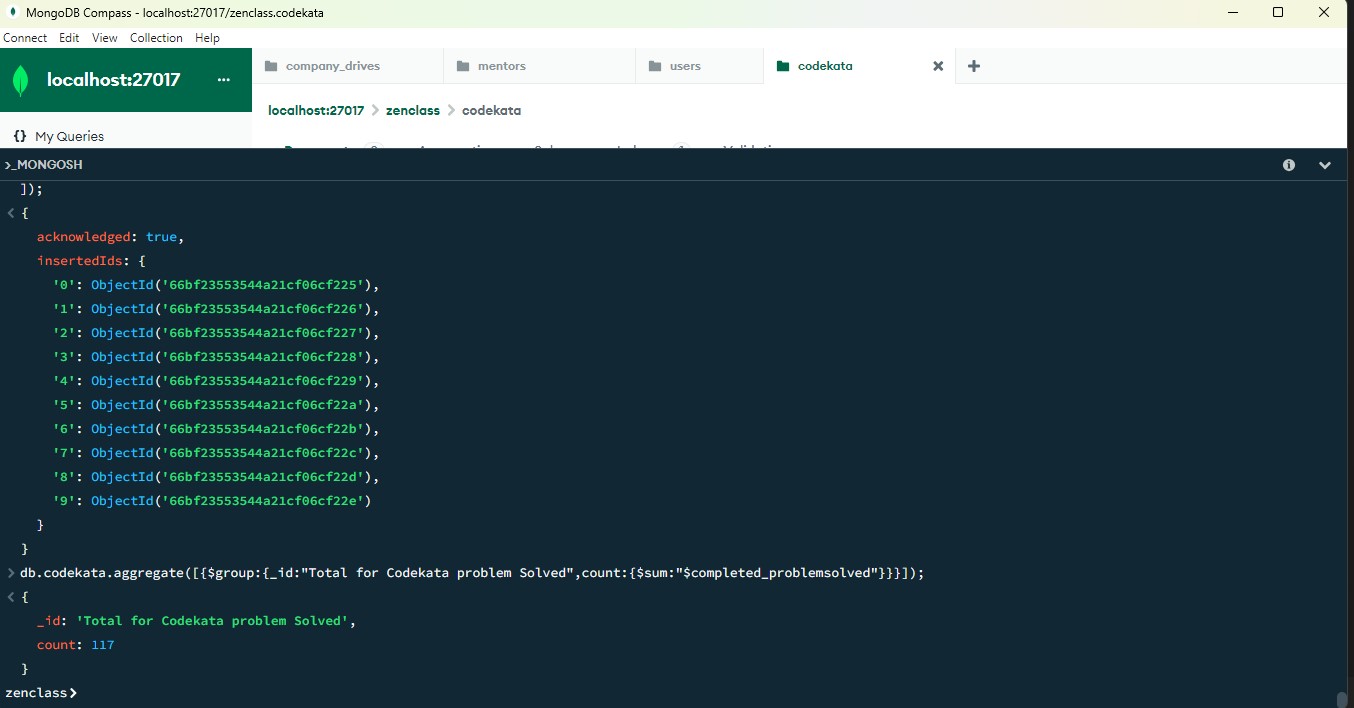 MongoDB Compass - localhost:27017/zenclass.codekata
Connect Edit View Collection Help
localhost:27017 ...
company_drives mentors users codekata
localhost:27017 > zenclass > codekata
{} My Queries
>_MONGOSH
]);
< {
acknowledged: true,
insertedIds: {
'0': ObjectId('66bf23553544a21cf06cf225'),
'1': ObjectId('66bf23553544a21cf06cf226'),
'2': ObjectId('66bf23553544a21cf06cf227'),
'3': ObjectId('66bf23553544a21cf06cf228'),
'4': ObjectId('66bf23553544a21cf06cf229'),
'5': ObjectId('66bf23553544a21cf06cf22a'),
'6': ObjectId('66bf23553544a21cf06cf22b'),
'7': ObjectId('66bf23553544a21cf06cf22c'),
'8': ObjectId('66bf23553544a21cf06cf22d'),
'9': ObjectId('66bf23553544a21cf06cf22e')
}
}
> db.codekata.aggregate([{$group:{_id:"Total for Codekata problem Solved",count:{$sum:"$completed_problemsolved"}}}]);
< {
_id: 'Total for Codekata problem Solved',
count: 117
}
zenclass>